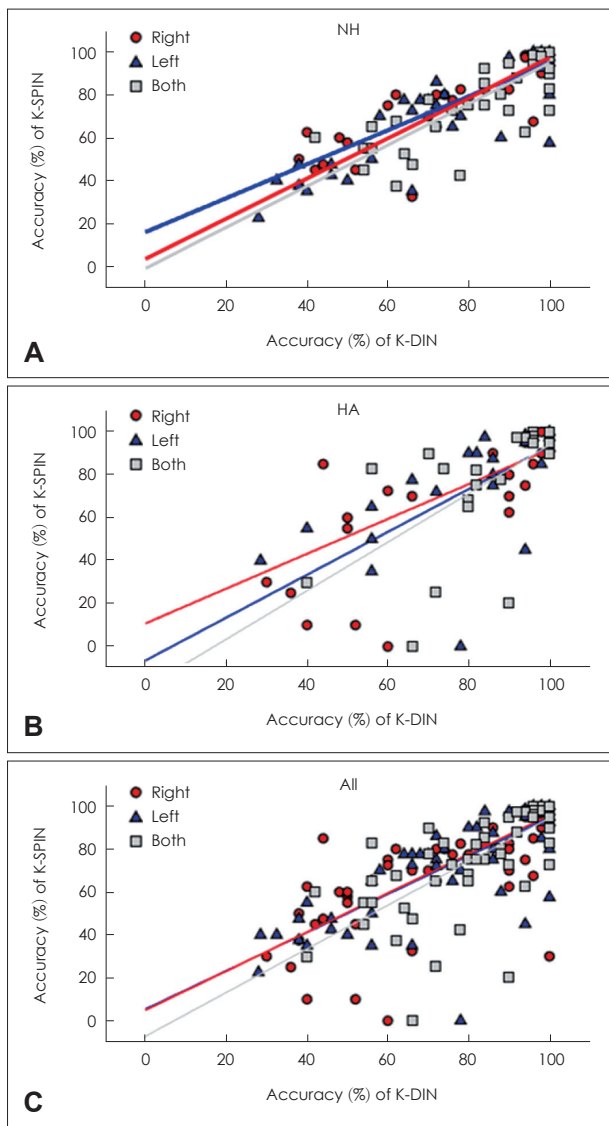 NH
Right
Left
Both
Accuracy (%) of K-SPIN
100
80
60
40
20
0
0 20 40 60 80 100
Accuracy (%) of K-DIN
A
HA
Right
Left
Both
Accuracy (%) of K-SPIN
100
80
60
40
20
0
0 20 40 60 80 100
Accuracy (%) of K-DIN
B
All
Right
Left
Both
Accuracy (%) of K-SPIN
100
80
60
40
20
0
0 20 40 60 80 100
Accuracy (%) of K-DIN
C